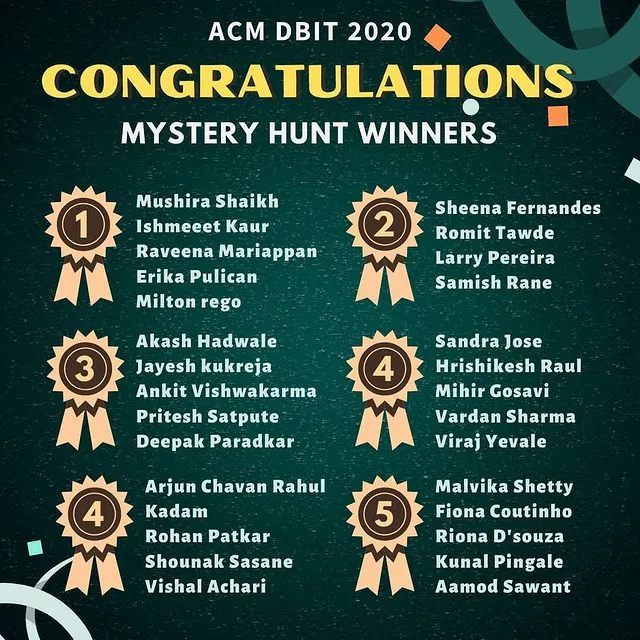 ACM DBIT 2020
CONGRATULATIONS
MYSTERY HUNT WINNERS
1
Mushira Shaikh
Ishmeeet Kaur
Raveena Mariappan
Erika Pulican
Milton rego
2
Sheena Fernandes
Romit Tawde
Larry Pereira
Samish Rane
3
Akash Hadwale
Jayesh kukreja
Ankit Vishwakarma
Pritesh Satpute
Deepak Paradkar
4
Sandra Jose
Hrishikesh Raul
Mihir Gosavi
Vardan Sharma
Viraj Yevale
4
Arjun Chavan Rahul
Kadam
Rohan Patkar
Shounak Sasane
Vishal Achari
5
Malvika Shetty
Fiona Coutinho
Riona D'souza
Kunal Pingale
Aamod Sawant